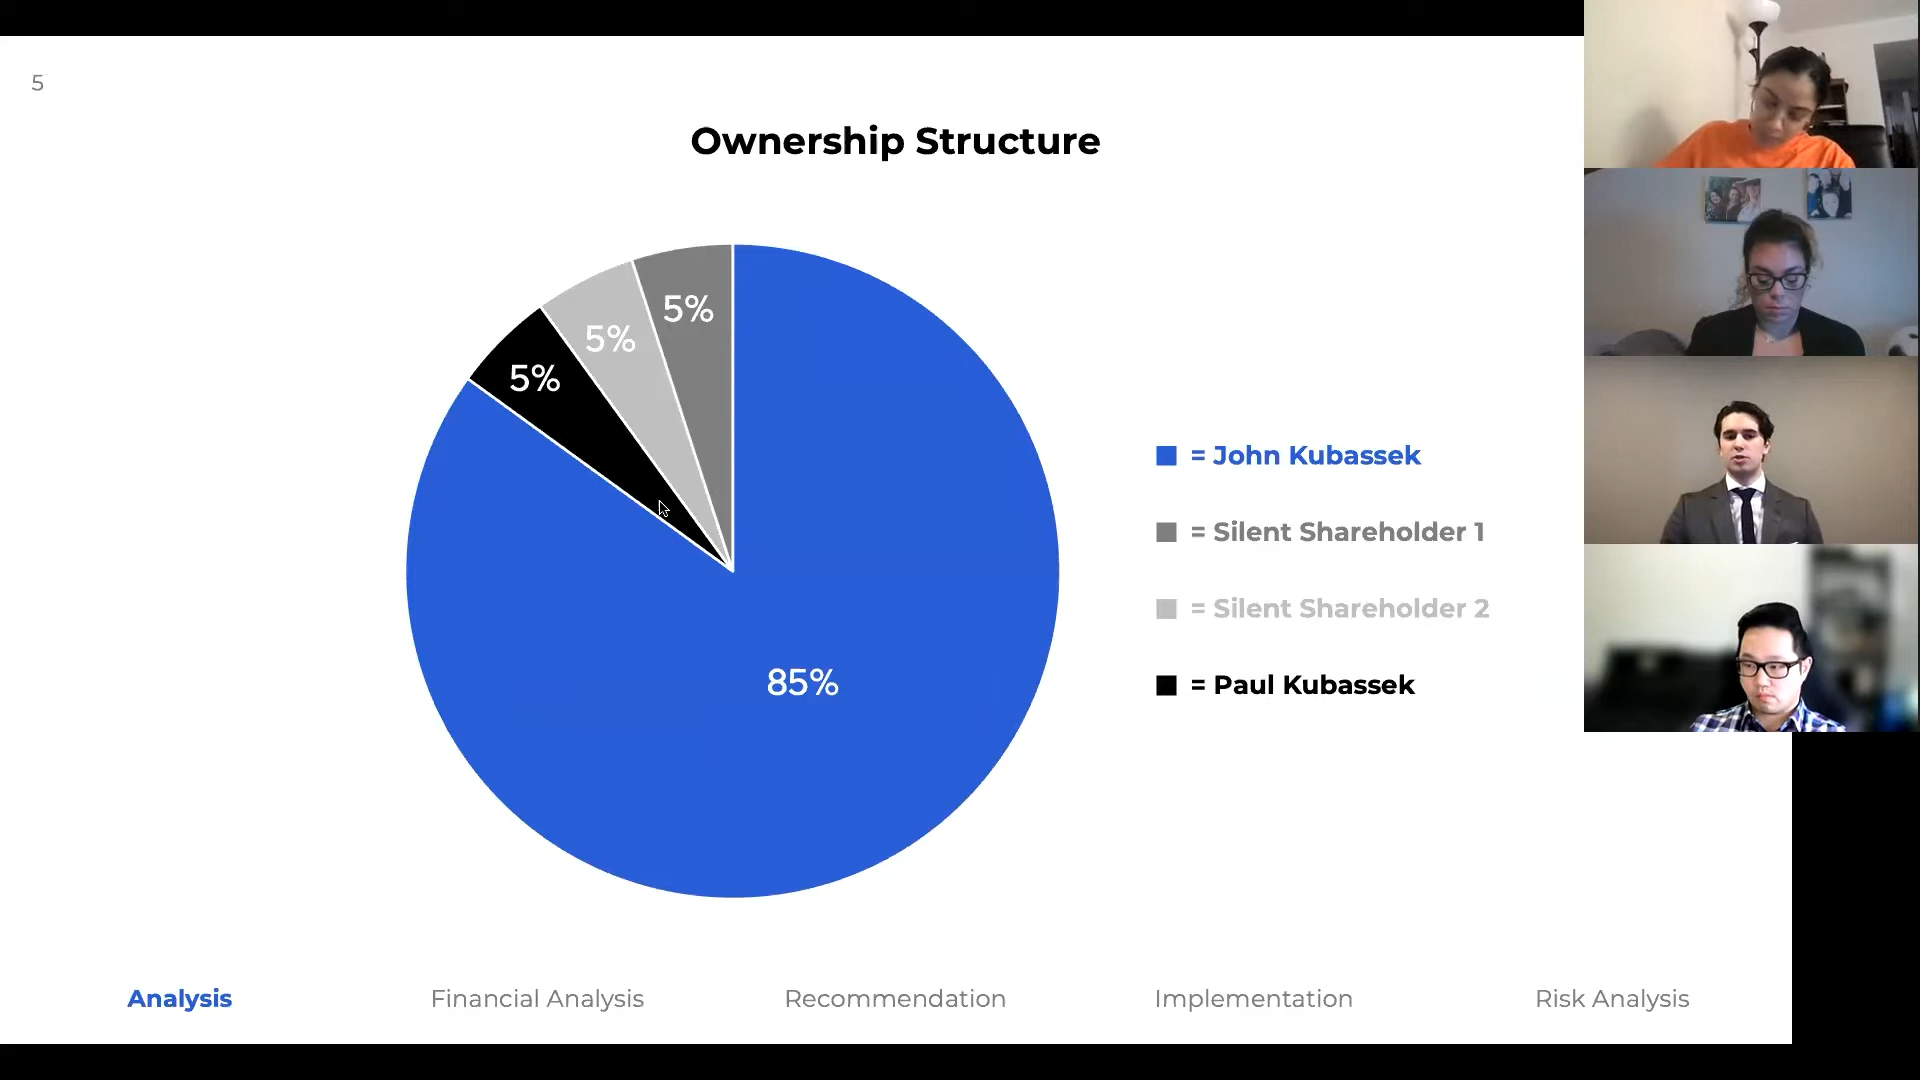 5
Ownership Structure
5%
5%
5%
85%
= John Kubassek
= Silent Shareholder 1
= Silent Shareholder 2
= Paul Kubassek
Analysis
Financial Analysis
Recommendation
Implementation
Risk Analysis